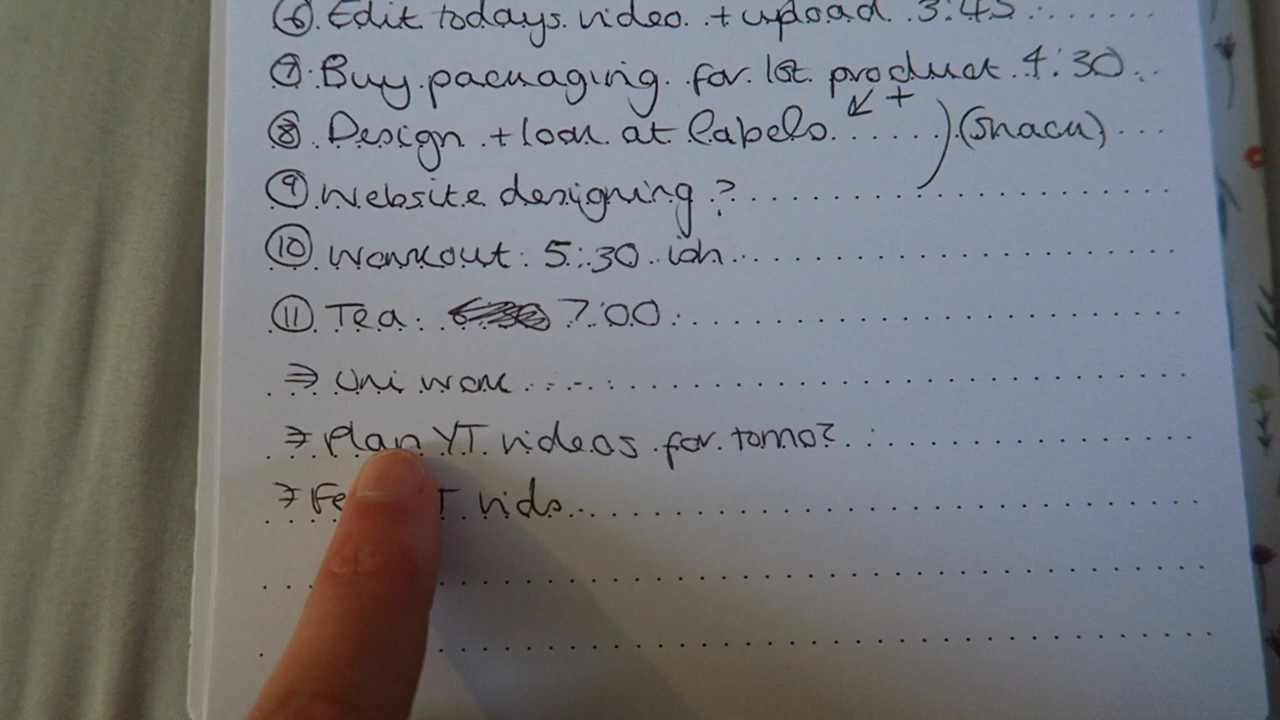 ⑥ Edit todays video + upload 3:45
⑦ Buy packaging for 1st product 4:30
⑧ Design + look at labels ↙ + (snack)
⑨ Website designing?
⑩ Workout 5:30
⑪ Tea 7:00
⇒ Uni work
⇒ Plan YT videos for tomo?
⇒ vids